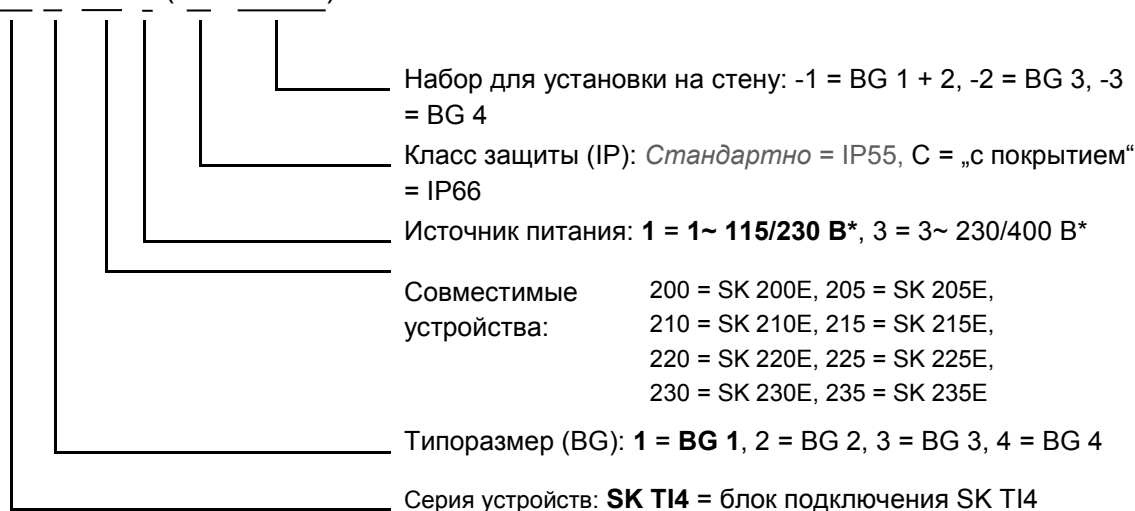 Набор для установки на стену: -1 = BG 1 + 2, -2 = BG 3, -3
= BG 4
Класс защиты (IP): Стандартно = IP55, C = „с покрытием“
= IP66
Источник питания: 1 = 1~ 115/230 В*, 3 = 3~ 230/400 В*
Совместимые устройства:
200 = SK 200E, 205 = SK 205E,
210 = SK 210E, 215 = SK 215E,
220 = SK 220E, 225 = SK 225E,
230 = SK 230E, 235 = SK 235E
Типоразмер (BG): 1 = BG 1, 2 = BG 2, 3 = BG 3, 4 = BG 4
Серия устройств: SK TI4 = блок подключения SK TI4